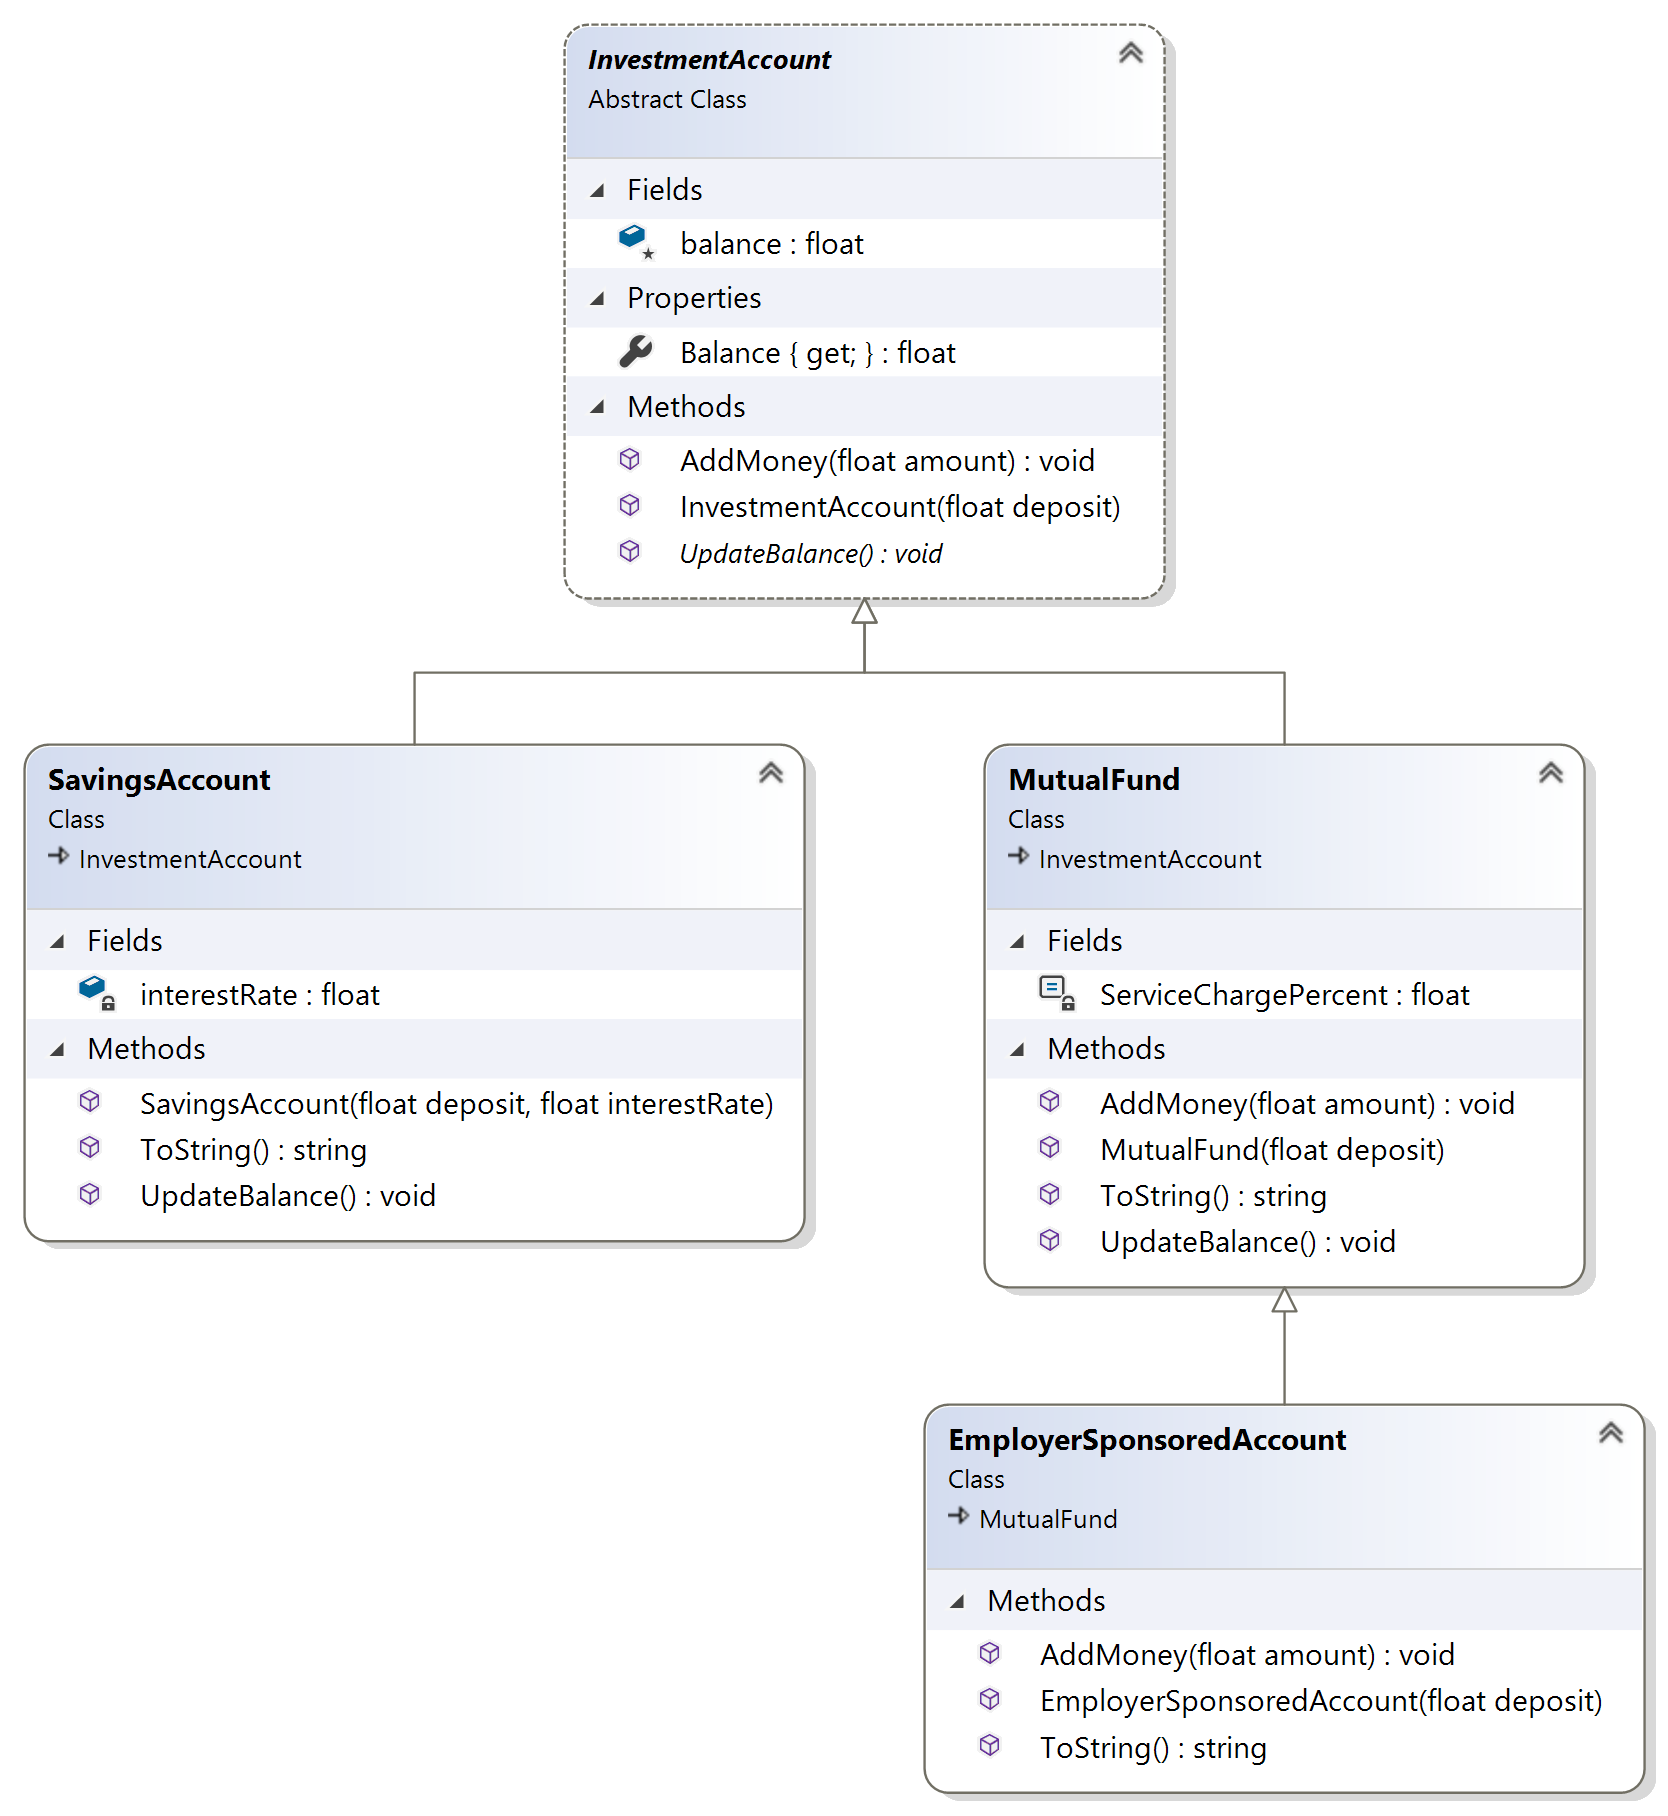 InvestmentAccount
Abstract Class
Fields
balance : float
Properties
Balance { get; } : float
Methods
AddMoney(float amount) : void
InvestmentAccount(float deposit)
UpdateBalance() : void
SavingsAccount
Class
InvestmentAccount
Fields
interestRate : float
Methods
SavingsAccount(float deposit, float interestRate)
ToString() : string
UpdateBalance() : void
MutualFund
Class
InvestmentAccount
Fields
ServiceChargePercent : float
Methods
AddMoney(float amount) : void
MutualFund(float deposit)
ToString() : string
UpdateBalance() : void
EmployerSponsoredAccount
Class
MutualFund
Methods
AddMoney(float amount) : void
EmployerSponsoredAccount(float deposit)
ToString() : string